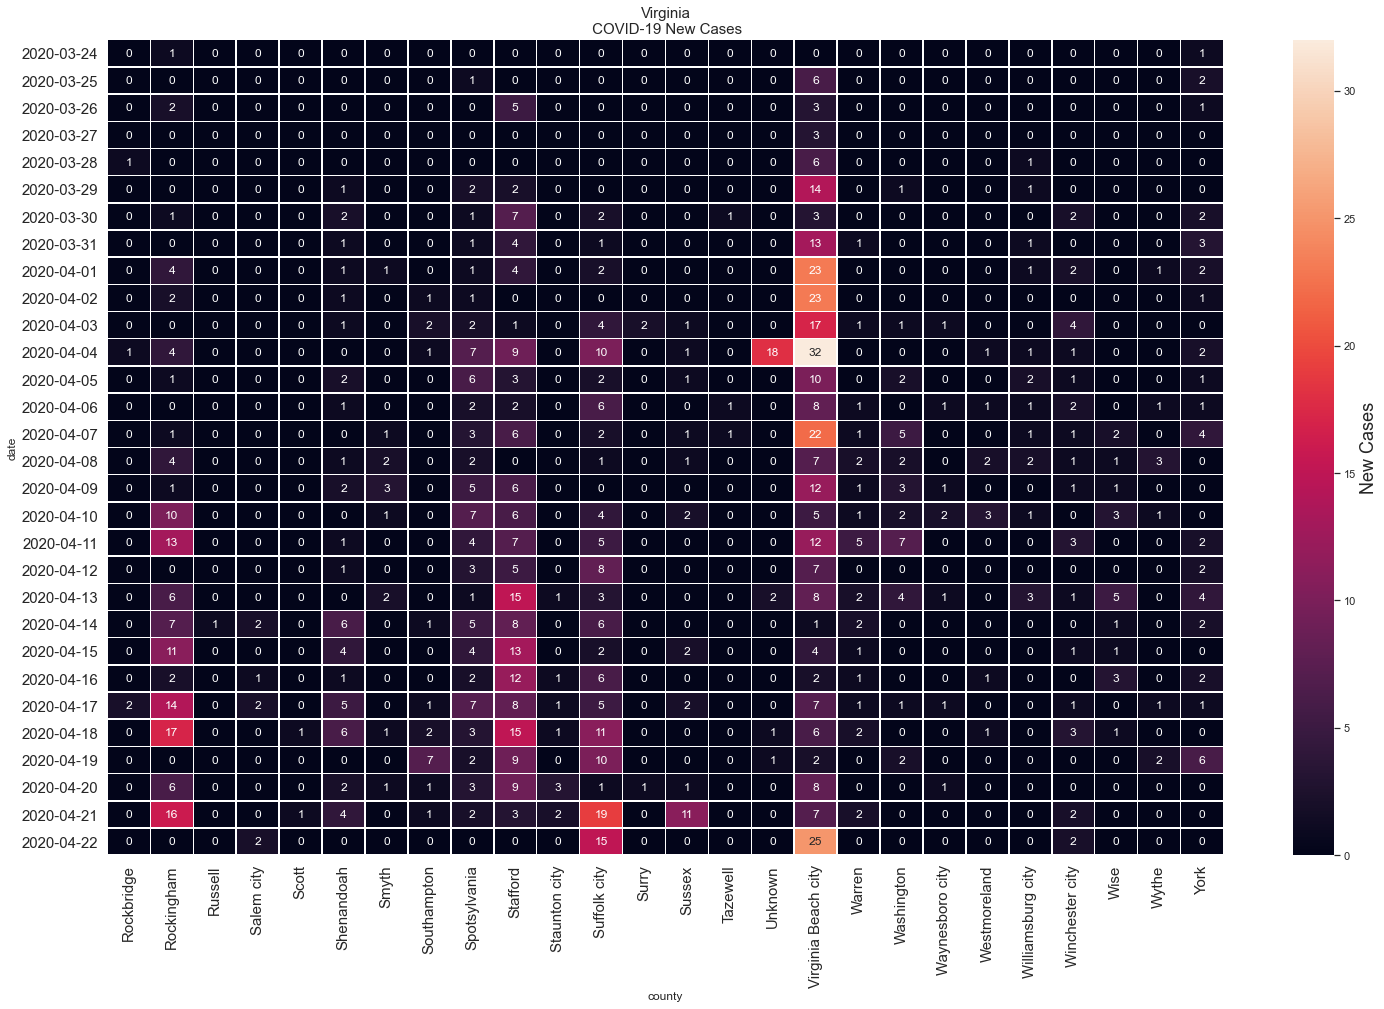 Virginia
COVID-19 New Cases
2020-03-24 0 1 0 0 0 0 0 0 0 0 0 0 0 0 0 0 0 0 0 0 0 0 0 0 0 1
2020-03-25 0 0 0 0 0 0 0 0 1 0 0 0 0 0 0 0 6 0 0 0 0 0 0 0 0 2
2020-03-26 0 2 0 0 0 0 0 0 0 5 0 0 0 0 0 0 3 0 0 0 0 0 0 0 0 1
2020-03-27 0 0 0 0 0 0 0 0 0 0 0 0 0 0 0 0 3 0 0 0 0 0 0 0 0 0
2020-03-28 1 0 0 0 0 0 0 0 0 0 0 0 0 0 0 0 6 0 0 0 0 1 0 0 0 0
2020-03-29 0 0 0 0 0 1 0 0 2 2 0 0 0 0 0 0 14 0 1 0 0 1 0 0 0 0
2020-03-30 0 1 0 0 0 2 0 0 1 7 0 2 0 0 1 0 3 0 0 0 0 0 2 0 0 2
2020-03-31 0 0 0 0 0 1 0 0 1 4 0 1 0 0 0 0 13 1 0 0 0 1 0 0 0 3
2020-04-01 0 4 0 0 0 1 1 0 1 4 0 2 0 0 0 0 23 0 0 0 0 1 2 0 1 2
2020-04-02 0 2 0 0 0 1 0 1 1 0 0 0 0 0 0 0 23 0 0 0 0 0 0 0 0 1
2020-04-03 0 0 0 0 0 1 0 2 2 1 0 4 2 1 0 0 17 1 1 1 0 0 4 0 0 0
2020-04-04 1 4 0 0 0 0 0 1 7 9 0 10 0 1 0 18 32 0 0 0 1 1 1 0 0 2
2020-04-05 0 1 0 0 0 2 0 0 6 3 0 2 0 1 0 0 10 0 2 0 0 2 1 0 0 1
2020-04-06 0 0 0 0 0 1 0 0 2 2 0 6 0 0 1 0 8 1 0 1 1 1 2 0 1 1
2020-04-07 0 1 0 0 0 0 1 0 3 6 0 2 0 1 1 0 22 1 5 0 0 1 1 2 0 4
2020-04-08 0 4 0 0 0 1 2 0 2 0 0 1 0 1 0 0 7 2 2 0 2 2 1 1 3 0
2020-04-09 0 1 0 0 0 2 3 0 5 6 0 0 0 0 0 0 12 1 3 1 0 0 1 1 0 0
2020-04-10 0 10 0 0 0 0 1 0 7 6 0 4 0 2 0 0 5 1 2 2 3 1 0 3 1 0
2020-04-11 0 13 0 0 0 1 0 0 4 7 0 5 0 0 0 0 12 5 7 0 0 0 3 0 0 2
2020-04-12 0 0 0 0 0 1 0 0 3 5 0 8 0 0 0 0 7 0 0 0 0 0 0 0 0 2
2020-04-13 0 6 0 0 0 0 2 0 1 15 1 3 0 0 0 2 8 2 4 1 0 3 1 5 0 4
2020-04-14 0 7 1 2 0 6 0 1 5 8 0 6 0 0 0 0 1 2 0 0 0 0 0 1 0 2
2020-04-15 0 11 0 0 0 4 0 0 4 13 0 2 0 2 0 0 4 1 0 0 0 0 1 1 0 0
2020-04-16 0 2 0 1 0 1 0 0 2 12 1 6 0 0 0 0 2 1 0 0 1 0 0 3 0 2
2020-04-17 2 14 0 2 0 5 0 1 7 8 1 5 0 2 0 0 7 1 1 1 0 0 1 0 1 1
2020-04-18 0 17 0 0 1 6 1 2 3 15 1 11 0 0 0 1 6 2 0 0 1 0 3 1 0 0
2020-04-19 0 0 0 0 0 0 0 7 2 9 0 10 0 0 0 1 2 0 2 0 0 0 0 0 2 6
2020-04-20 0 6 0 0 0 2 1 1 3 9 3 1 1 1 0 0 8 0 0 1 0 0 0 0 0 0
2020-04-21 0 16 0 0 1 4 0 1 2 3 2 19 0 11 0 0 7 2 0 0 0 0 2 0 0 0
2020-04-22 0 0 0 2 0 0 0 0 0 0 0 15 0 0 0 0 25 0 0 0 0 0 2 0 0 0
date
Rockbridge
Rockingham
Russell
Salem city
Scott
Shenandoah
Smyth
Southampton
Spotsylvania
Stafford
Staunton city
Suffolk city
Surry
Sussex
Tazewell
Unknown
Virginia Beach city
Warren
Washington
Waynesboro city
Westmoreland
Williamsburg city
Winchester city
Wise
Wythe
York
county
30
25
20
15
10
5
0
New Cases